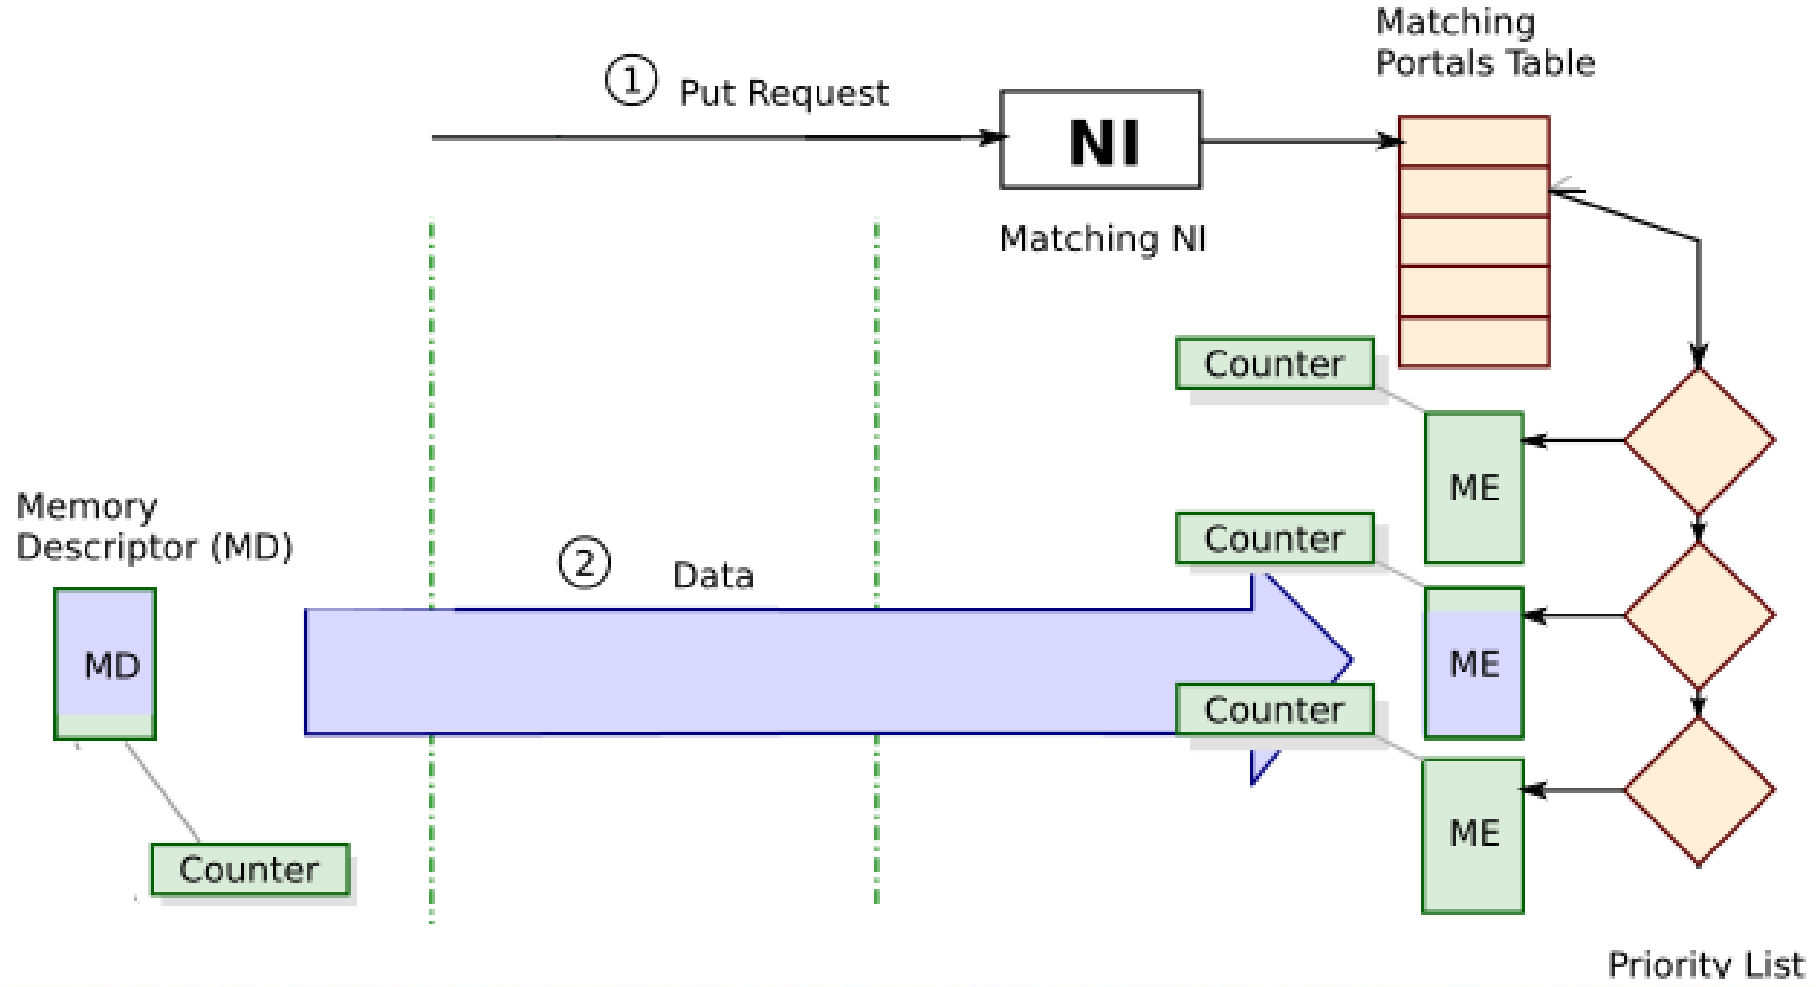 Matching
Portals Table
1 Put Request
NI
Matching NI
Counter
ME
Memory
Descriptor (MD)
Counter
2 Data
MD
ME
Counter
ME
Counter
Priority List